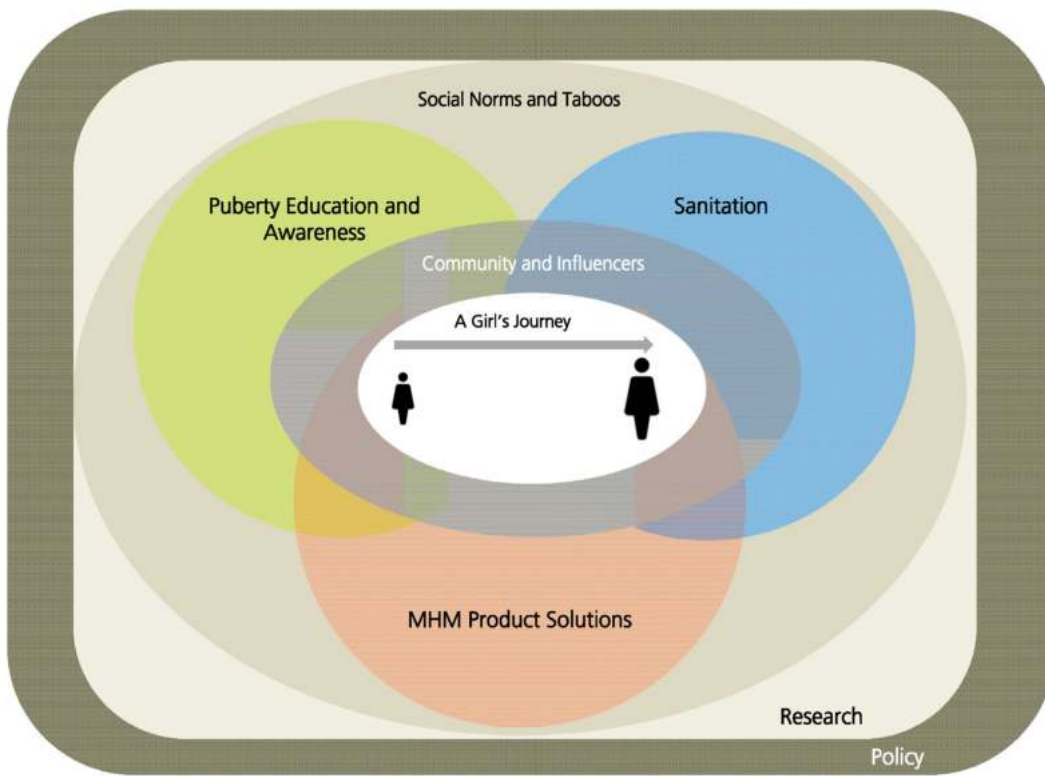 Social Norms and Taboos
Puberty Education and
Awareness
Sanitation
Community and Influencers
A Girl's Journey
MHM Product Solutions
Research
Policy